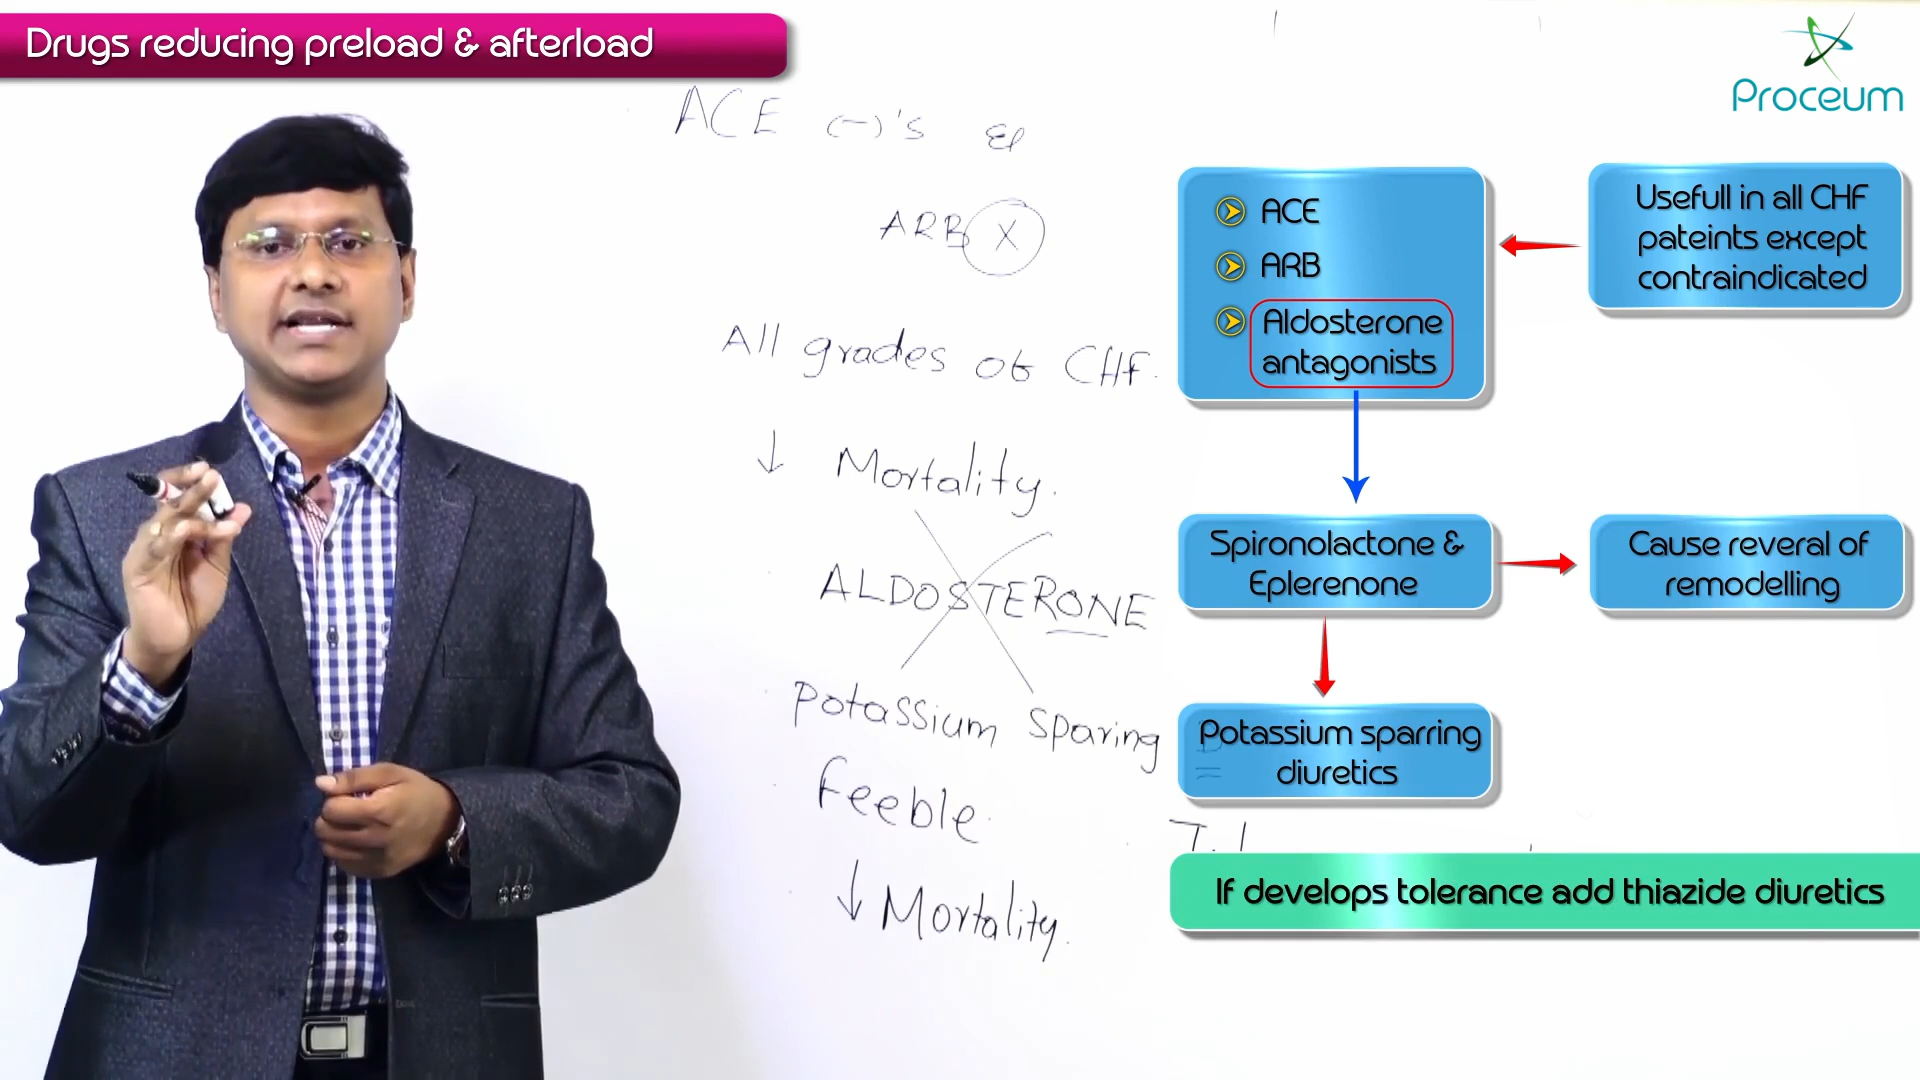 Drugs reducing preload & afterload
Proceum
ACE (-)'s &
ARB X
All grades of CHF.
↓ Mortality.
ALDOSTERONE
Potassium Sparing
feeble.
↓ Mortality.
ACE
ARB
Aldosterone
antagonists
Usefull in all CHF
pateints except
contraindicated
Spironolactone &
Eplerenone
Cause reveral of
remodelling
Potassium sparring
diuretics
If develops tolerance add thiazide diuretics